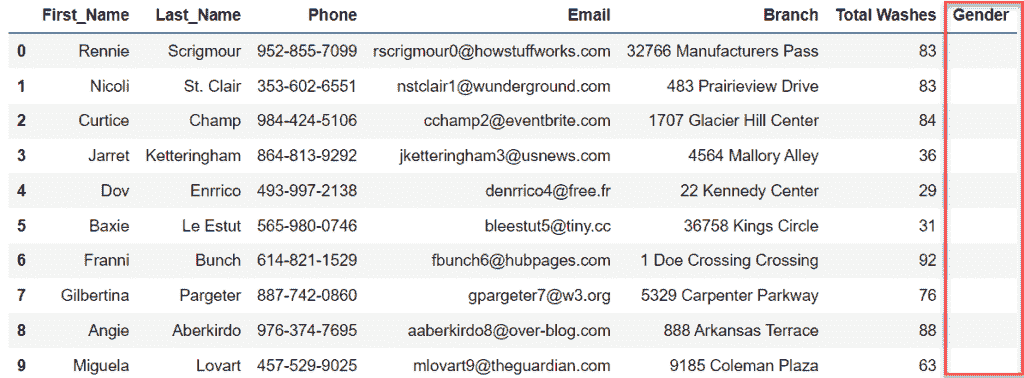 First_Name Last_Name Phone Email Branch Total Washes Gender
0 Rennie Scrigmour 952-855-7099 rscrigmour0@howstuffworks.com 32766 Manufacturers Pass 83
1 Nicoli St. Clair 353-602-6551 nstclair1@wunderground.com 483 Prairieview Drive 83
2 Curtice Champ 984-424-5106 cchamp2@eventbrite.com 1707 Glacier Hill Center 84
3 Jarret Ketteringham 864-813-9292 jketteringham3@usnews.com 4564 Mallory Alley 36
4 Dov Enrrico 493-997-2138 denrrico4@free.fr 22 Kennedy Center 29
5 Baxie Le Estut 565-980-0746 bleestut5@tiny.cc 36758 Kings Circle 31
6 Franni Bunch 614-821-1529 fbunch6@hubpages.com 1 Doe Crossing Crossing 92
7 Gilbertina Pargeter 887-742-0860 gpargeter7@w3.org 5329 Carpenter Parkway 76
8 Angie Aberkirdo 976-374-7695 aaberkirdo8@over-blog.com 888 Arkansas Terrace 88
9 Miguela Lovart 457-529-9025 mlovart9@theguardian.com 9185 Coleman Plaza 63